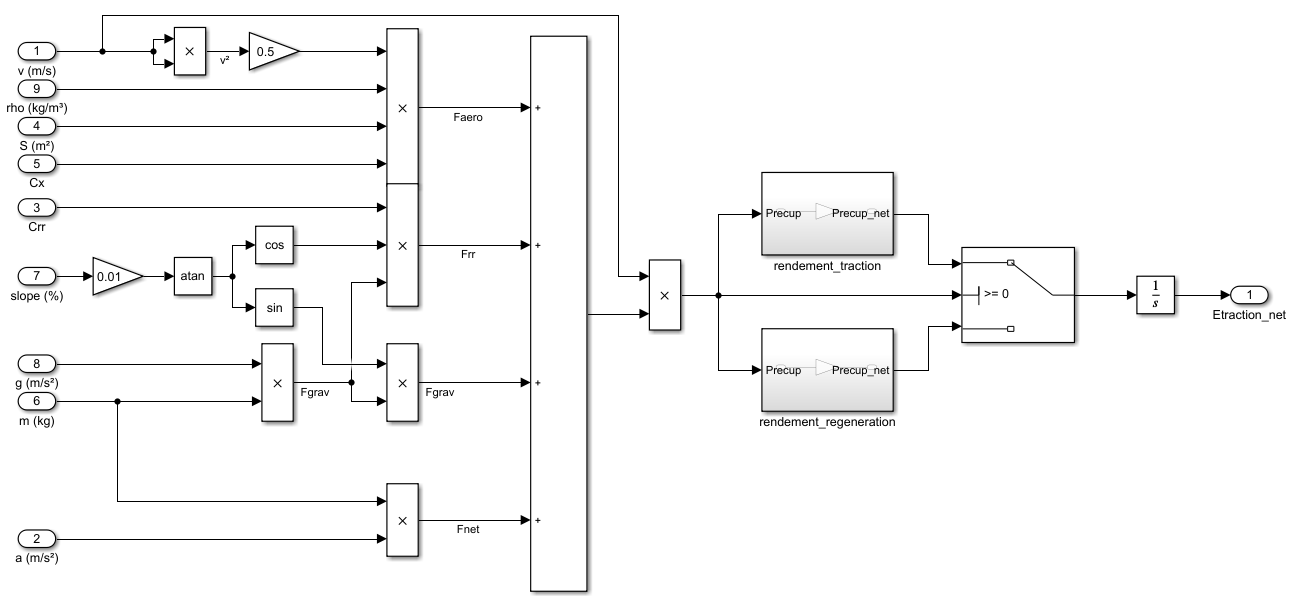 1
v (m/s)
×
v²
0.5
9
rho (kg/m³)
4
S (m²)
5
Cx
×
Faero
+
3
Crr
7
slope (%)
0.01
atan
cos
sin
×
Frr
+
8
g (m/s²)
6
m (kg)
×
Fgrav
×
Fgrav
+
2
a (m/s²)
×
Fnet
+
×
Precup
Precup_net
rendement_traction
Precup
Precup_net
rendement_regeneration
>= 0
1
s
1
Etraction_net